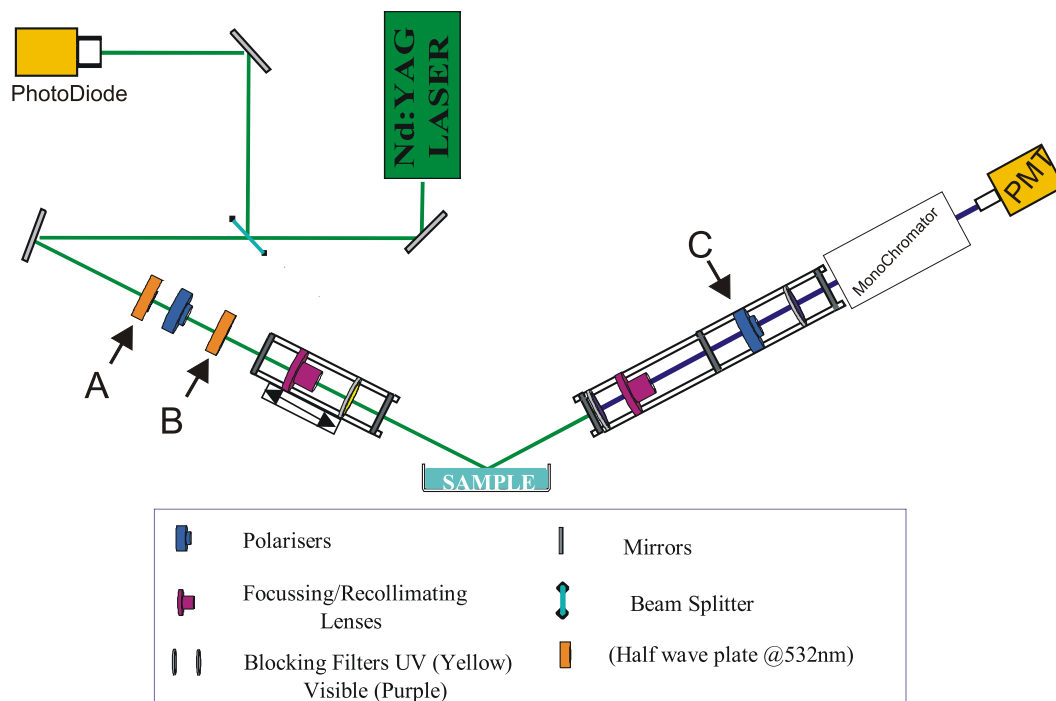 PhotoDiode
Nd:YAG
LASER
PMT
MonoChromator
C
A
B
SAMPLE
Polarisers
Mirrors
Focussing/Recollimating
Lenses
Beam Splitter
Blocking Filters UV (Yellow)
Visible (Purple)
(Half wave plate @532nm)